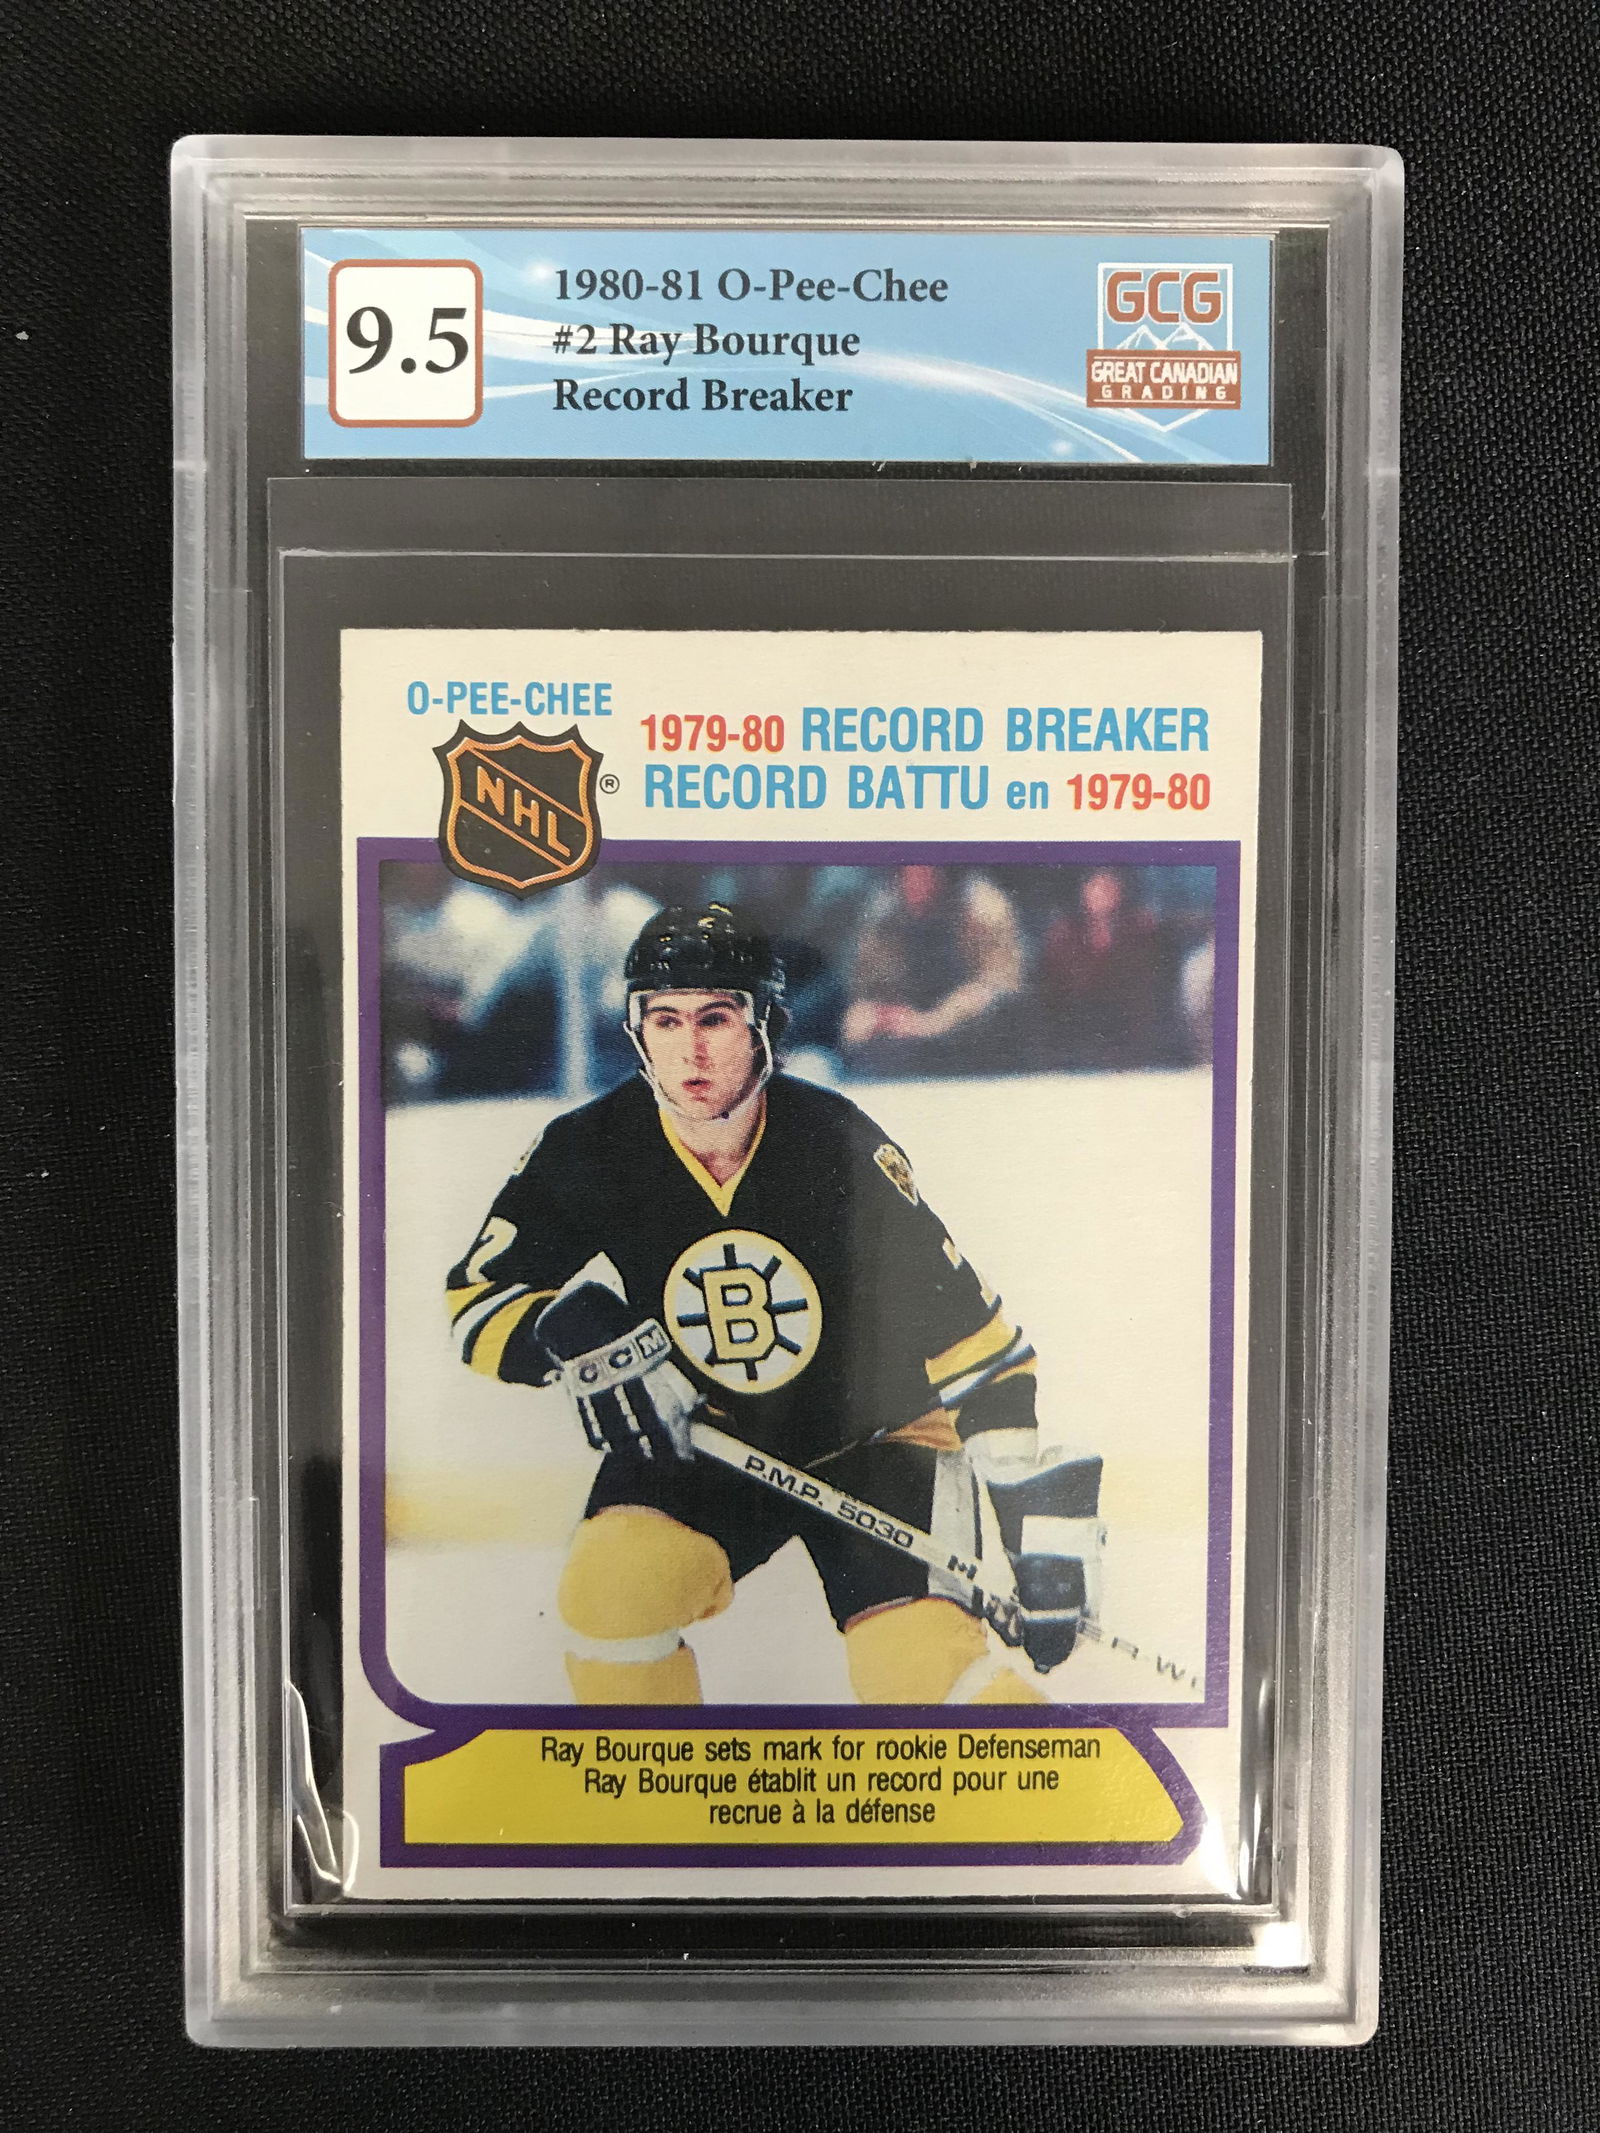 9.5
1980-81 O-Pee-Chee
#2 Ray Bourque
Record Breaker
GCG
GREAT CANADIAN
GRADING
O-PEE-CHEE
NHL ®
1979-80 RECORD BREAKER
RECORD BATTU en 1979-80
7
B
CCM
P.M.P. 5030
Ray Bourque sets mark for rookie Defenseman
Ray Bourque établit un record pour une
recrue à la défense